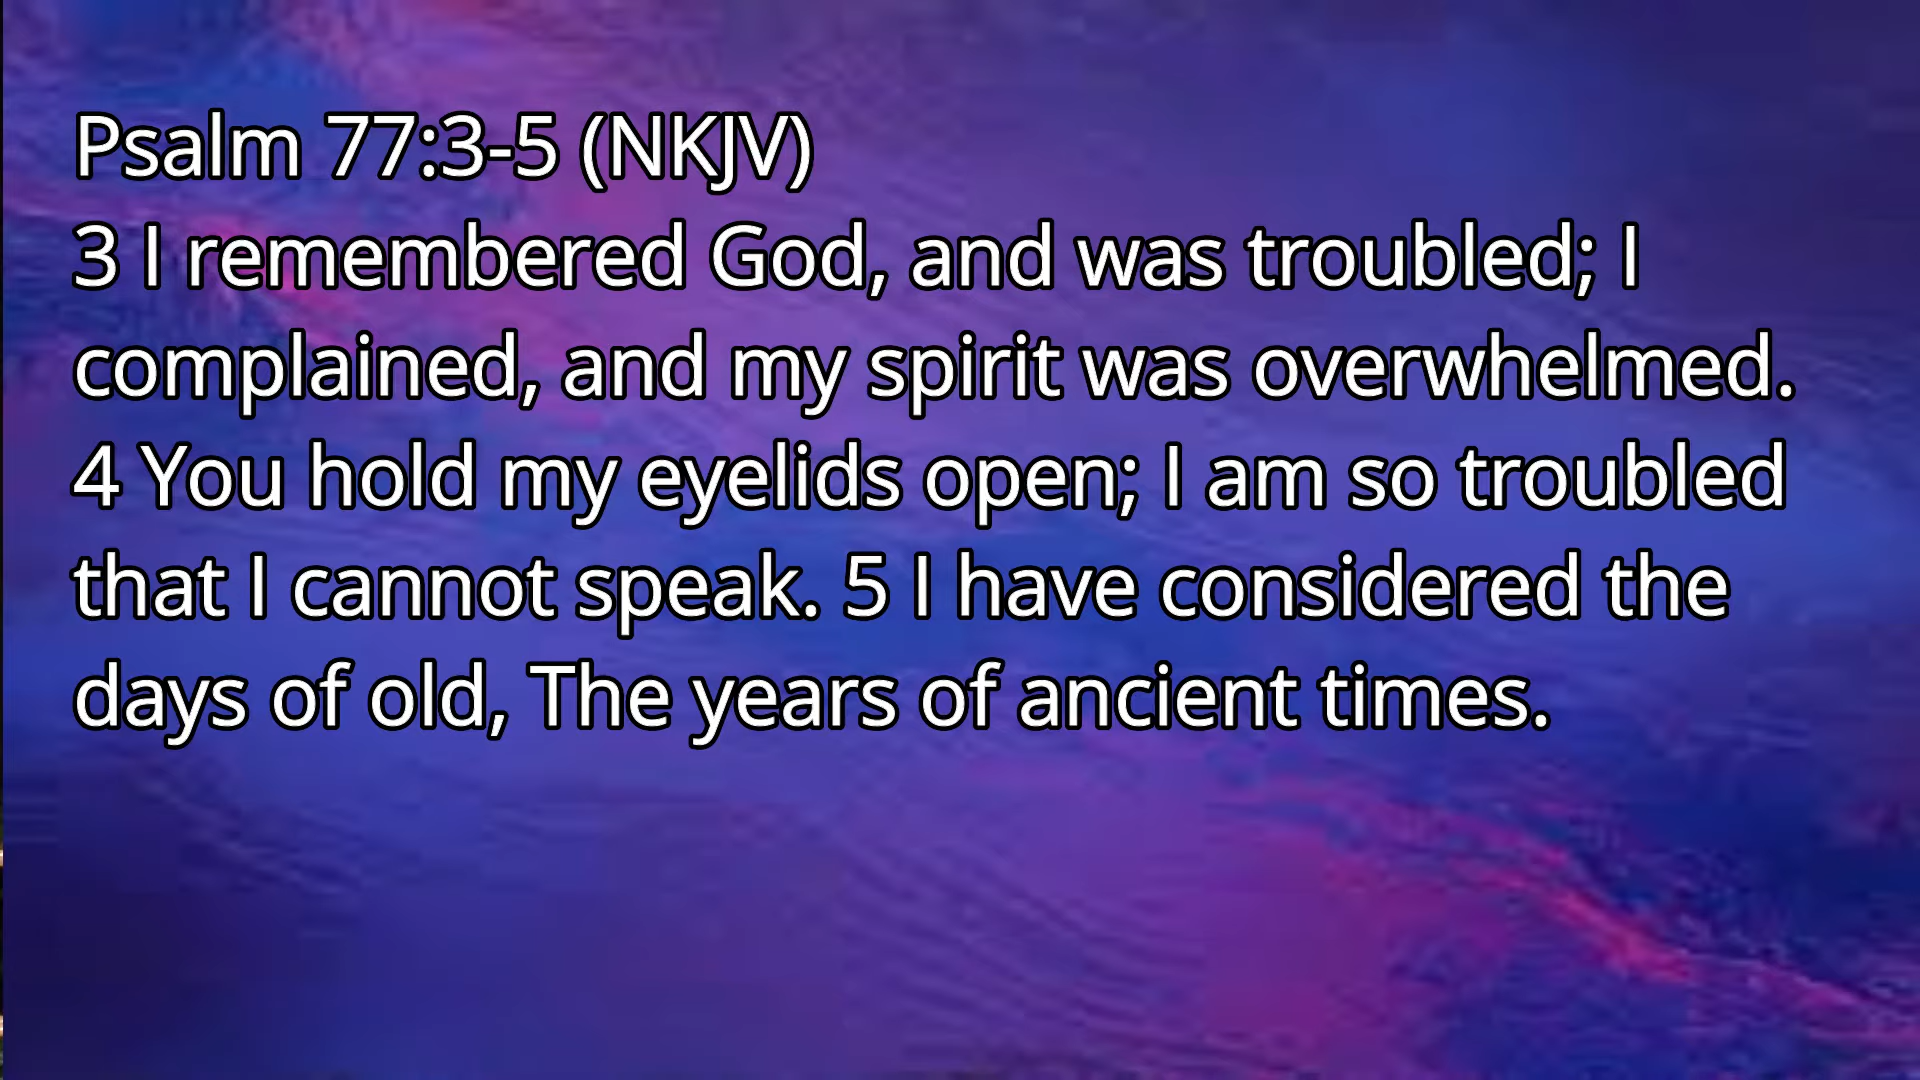 Psalm 77:3-5 (NKJV)
3 I remembered God, and was troubled; I
complained, and my spirit was overwhelmed.
4 You hold my eyelids open; I am so troubled
that I cannot speak. 5 I have considered the
days of old, The years of ancient times.